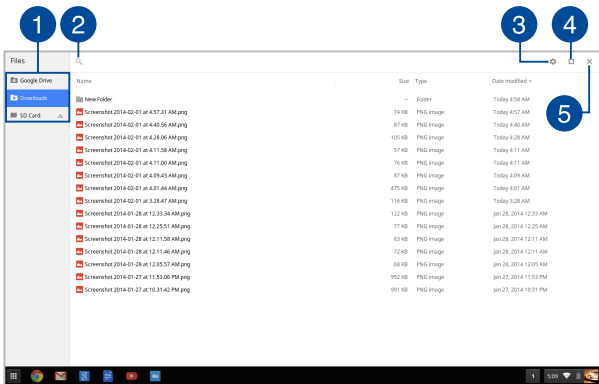 1 2 3 4
Files
Google Drive
Name Size Type Date modified
Downloads
New Folder -- Folder Today 4:58 AM
5
SD Card
Screenshot 2014-02-01 at 4.57.31 AM.png 74 KB PNG image Today 4:57 AM
Screenshot 2014-02-01 at 4.40.56 AM.png 87 KB PNG image Today 4:40 AM
Screenshot 2014-02-01 at 4.28.06 AM.png 105 KB PNG image Today 4:28 AM
Screenshot 2014-02-01 at 4.11.58 AM.png 57 KB PNG image Today 4:11 AM
Screenshot 2014-02-01 at 4.11.00 AM.png 76 KB PNG image Today 4:11 AM
Screenshot 2014-02-01 at 4.09.43 AM.png 87 KB PNG image Today 4:09 AM
Screenshot 2014-02-01 at 4.01.44 AM.png 475 KB PNG image Today 4:01 AM
Screenshot 2014-02-01 at 3.28.47 AM.png 116 KB PNG image Today 3:28 AM
Screenshot 2014-01-28 at 12.33.34 AM.png 122 KB PNG image Jan 28, 2014 12:33 AM
Screenshot 2014-01-28 at 12.25.51 AM.png 77 KB PNG image Jan 28, 2014 12:25 AM
Screenshot 2014-01-28 at 12.11.58 AM.png 83 KB PNG image Jan 28, 2014 12:11 AM
Screenshot 2014-01-28 at 12.11.46 AM.png 72 KB PNG image Jan 28, 2014 12:11 AM
Screenshot 2014-01-28 at 12.05.57 AM.png 68 KB PNG image Jan 28, 2014 12:05 AM
Screenshot 2014-01-27 at 11.53.06 PM.png 992 KB PNG image Jan 27, 2014 11:53 PM
Screenshot 2014-01-27 at 10.31.42 PM.png 991 KB PNG image Jan 27, 2014 10:31 PM
8 1 5:09